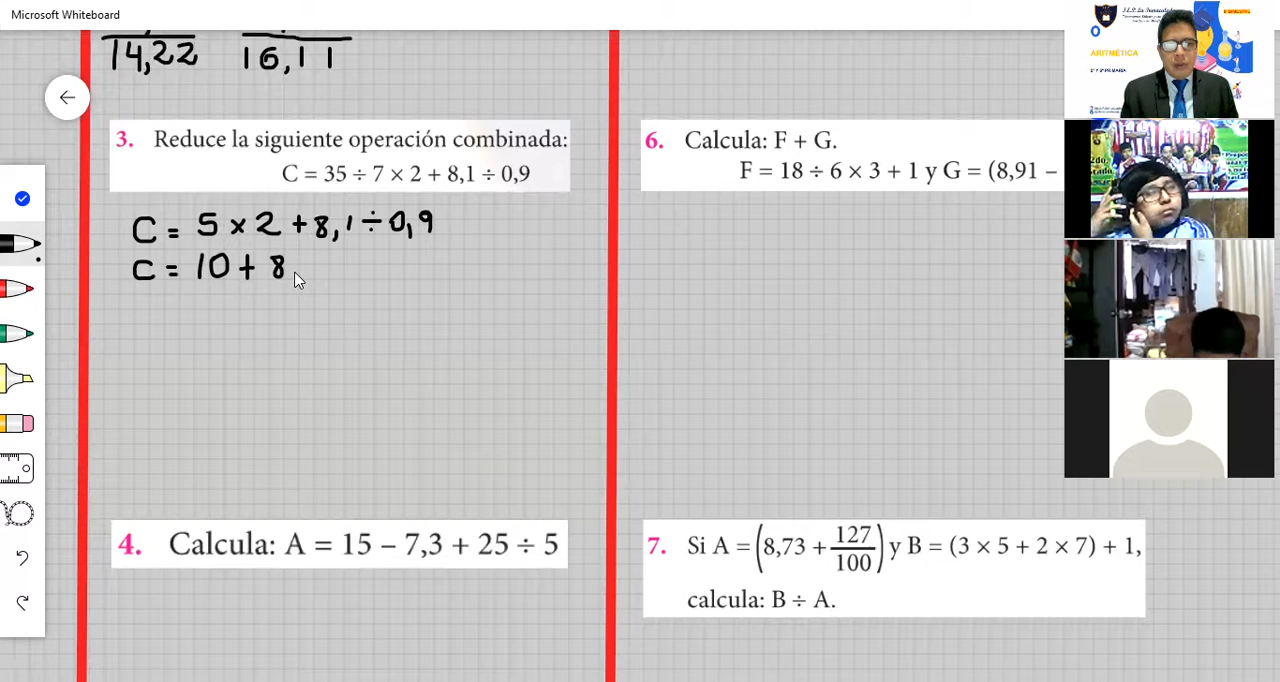 Microsoft Whiteboard
14,22 16,11
3. Reduce la siguiente operación combinada:
C = 35 ÷ 7 × 2 + 8,1 ÷ 0,9
C = 5 × 2 + 8,1 ÷ 0,9
C = 10 + 8
4. Calcula: A = 15 – 7,3 + 25 ÷ 5
6. Calcula: F + G.
F = 18 ÷ 6 × 3 + 1 y G = (8,91 –
7. Si A = (8,73 + 127/100) y B = (3 × 5 + 2 × 7) + 1,
calcula: B ÷ A.
ARITMÉTICA